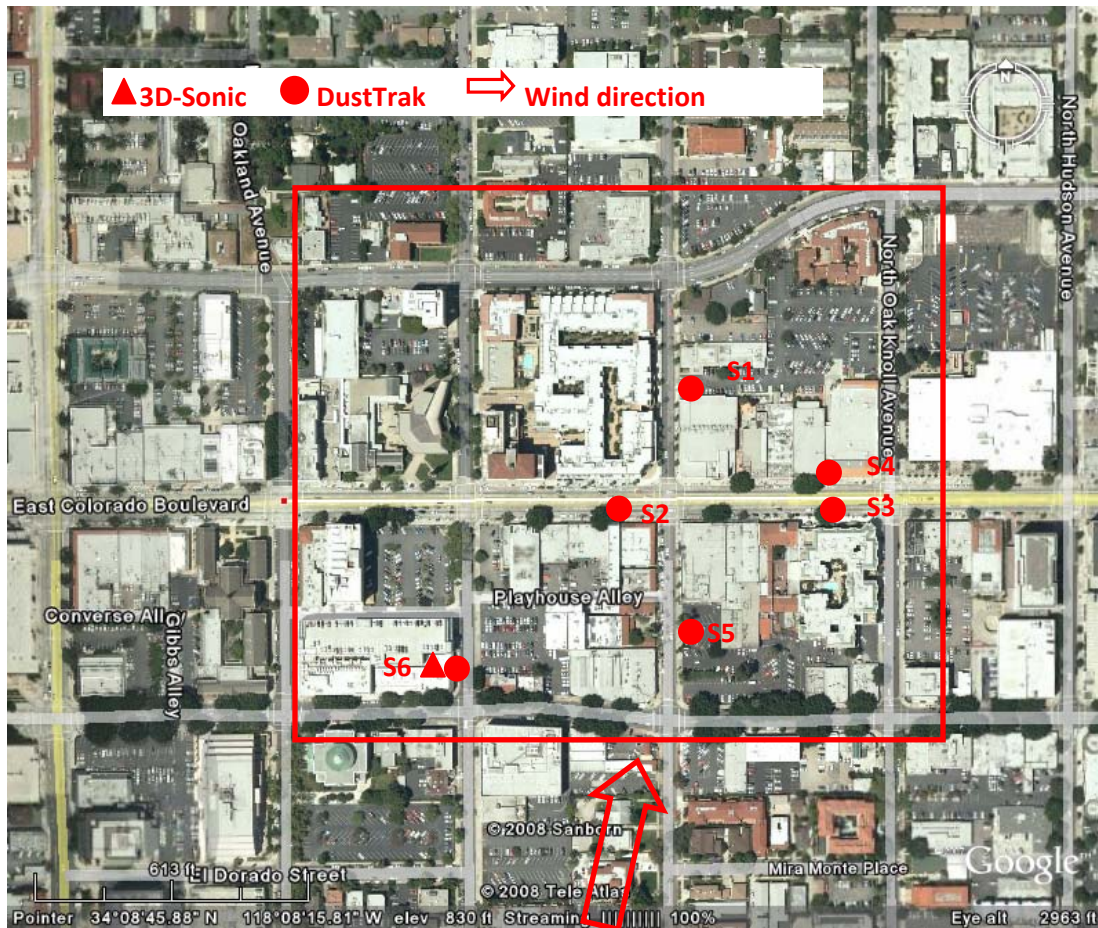 3D-Sonic DustTrak Wind direction
N
Oakland Avenue
North Hudson Avenue
North Oak Knoll Avenue
S1
S4
East Colorado Boulevard
S2
S3
Playhouse Alley
Converse Alley
Gibbs Alley
S5
S6
© 2008 Sanborn
613 ft
El Dorado Street
Mira Monte Place
Google
© 2008 Tele Atlas
Pointer 34°08'45.88" N 118°08'15.81" W elev 830 ft Streaming ||||||||| 100% Eye alt 2963 ft